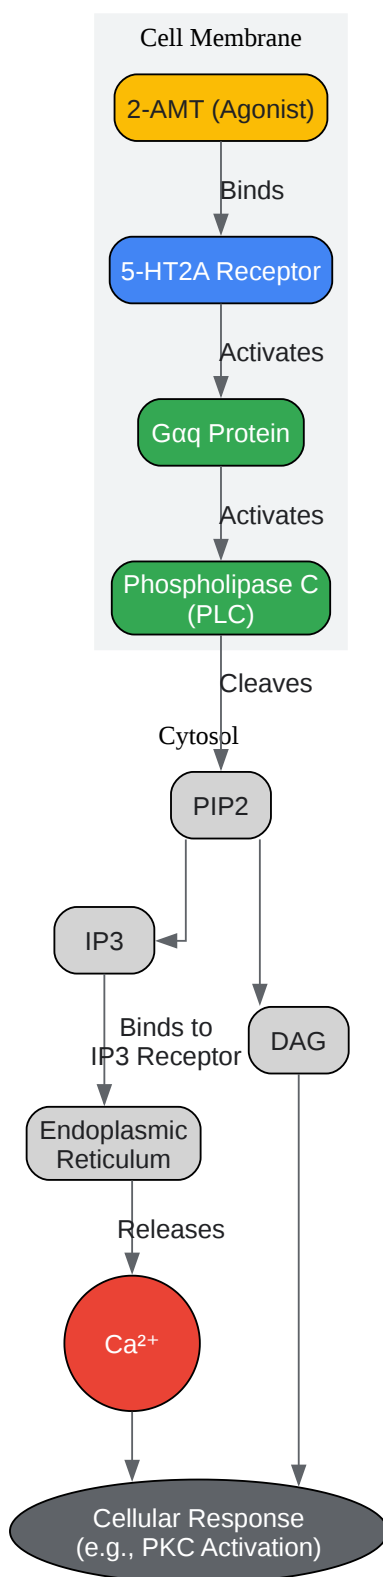 Cell Membrane
2-AMT (Agonist)
Binds
5-HT2A Receptor
Activates
Gαq Protein
Activates
Phospholipase C
(PLC)
Cleaves
Cytosol
PIP2
IP3
Binds to
IP3 Receptor
DAG
Endoplasmic
Reticulum
Releases
Ca²⁺
Cellular Response
(e.g., PKC Activation)